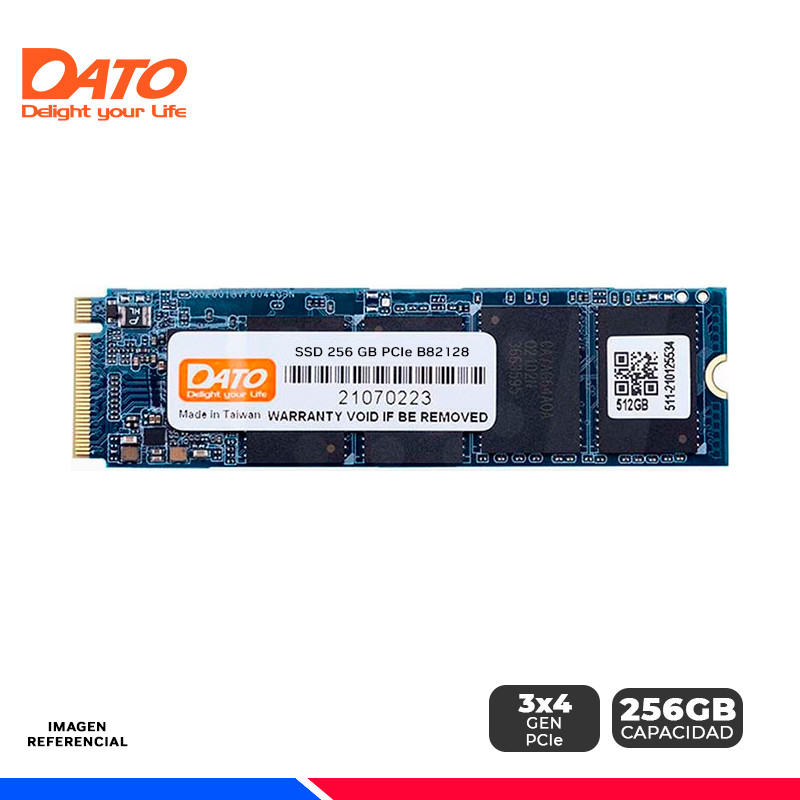 DATO
Delight your Life
SSD 256 GB PCIe B82128
DATO
Delight your Life
21070223
Made in Taiwan
WARRANTY VOID IF BE REMOVED
512GB
511-210125534
IMAGEN
REFERENCIAL
3x4
GEN
PCIe
256GB
CAPACIDAD